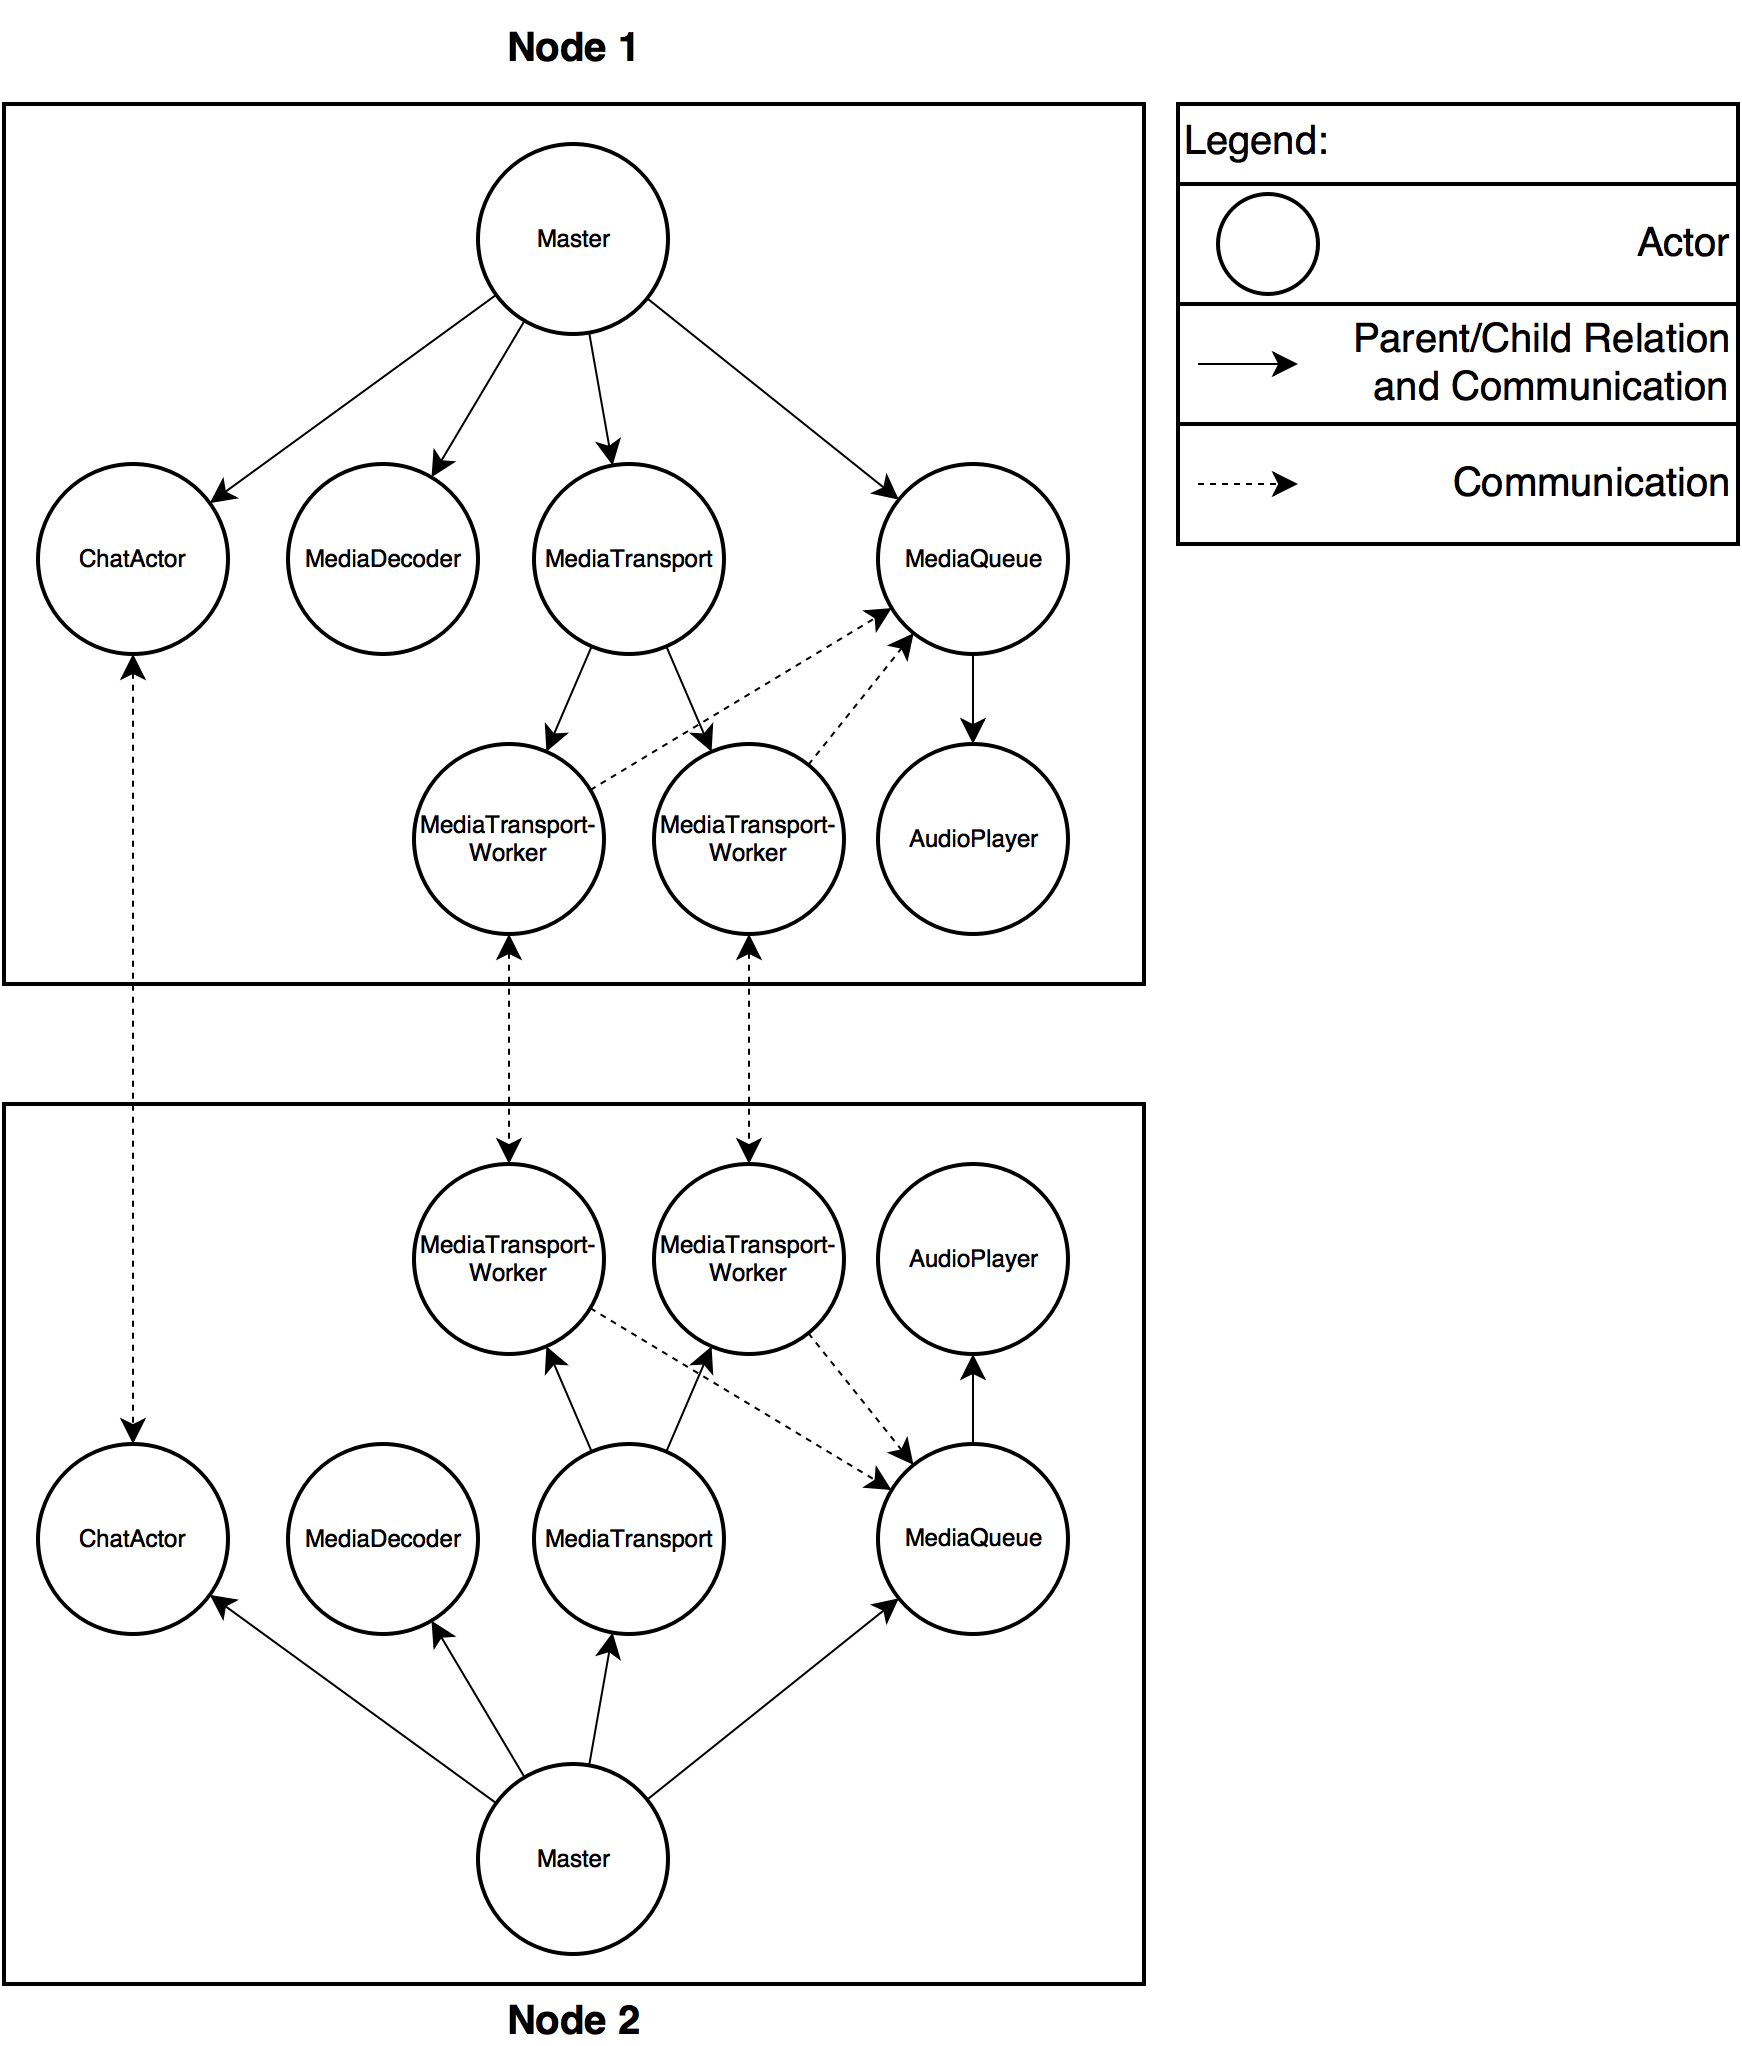 Node 1
Master
ChatActor
MediaDecoder
MediaTransport
MediaQueue
MediaTransport-
Worker
MediaTransport-
Worker
AudioPlayer
Legend:
Actor
Parent/Child Relation
and Communication
Communication
MediaTransport-
Worker
MediaTransport-
Worker
AudioPlayer
ChatActor
MediaDecoder
MediaTransport
MediaQueue
Master
Node 2